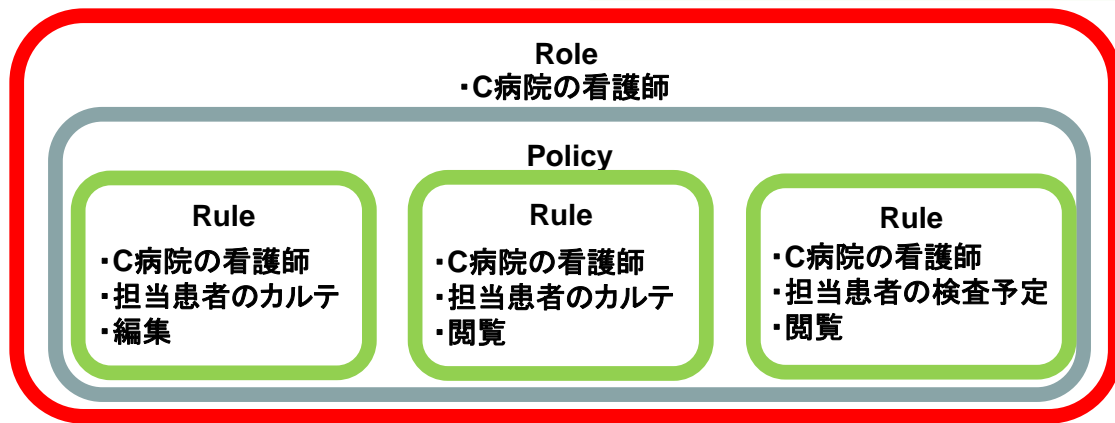 Role
・C病院の看護師
Policy
Rule
・C病院の看護師
・担当患者のカルテ
・編集
Rule
・C病院の看護師
・担当患者のカルテ
・閲覧
Rule
・C病院の看護師
・担当患者の検査予定
・閲覧